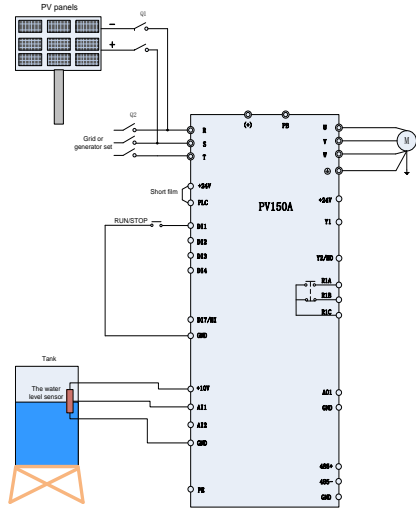 PV panels
Q1
−
+
Q2
Grid or
generator set
R
S
T
(+)
PB
U
V
W
M
Short film
+24V
PLC
PV150A
+24V
Y1
RUN/STOP
DI1
DI2
DI3
DI4
Y2/HO
R1A
R1B
R1C
DI7/HI
GND
Tank
The water
level sensor
+10V
AI1
AI2
GND
AO1
GND
PE
485+
485-
GND